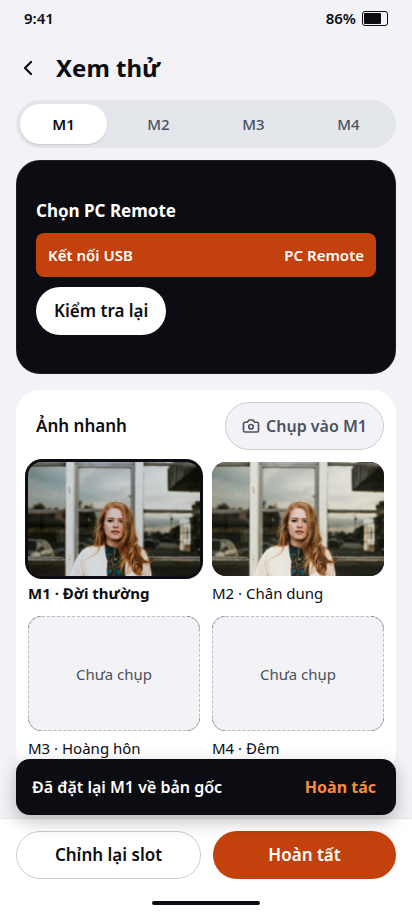 9:41
86%
Xem thử
M1
M2
M3
M4
Chọn PC Remote
Kết nối USB
PC Remote
Kiểm tra lại
Ảnh nhanh
Chụp vào M1
M1 · Đời thường
M2 · Chân dung
Chưa chụp
Chưa chụp
M3 · Hoàng hôn
M4 · Đêm
Đã đặt lại M1 về bản gốc
Hoàn tác
Chỉnh lại slot
Hoàn tất